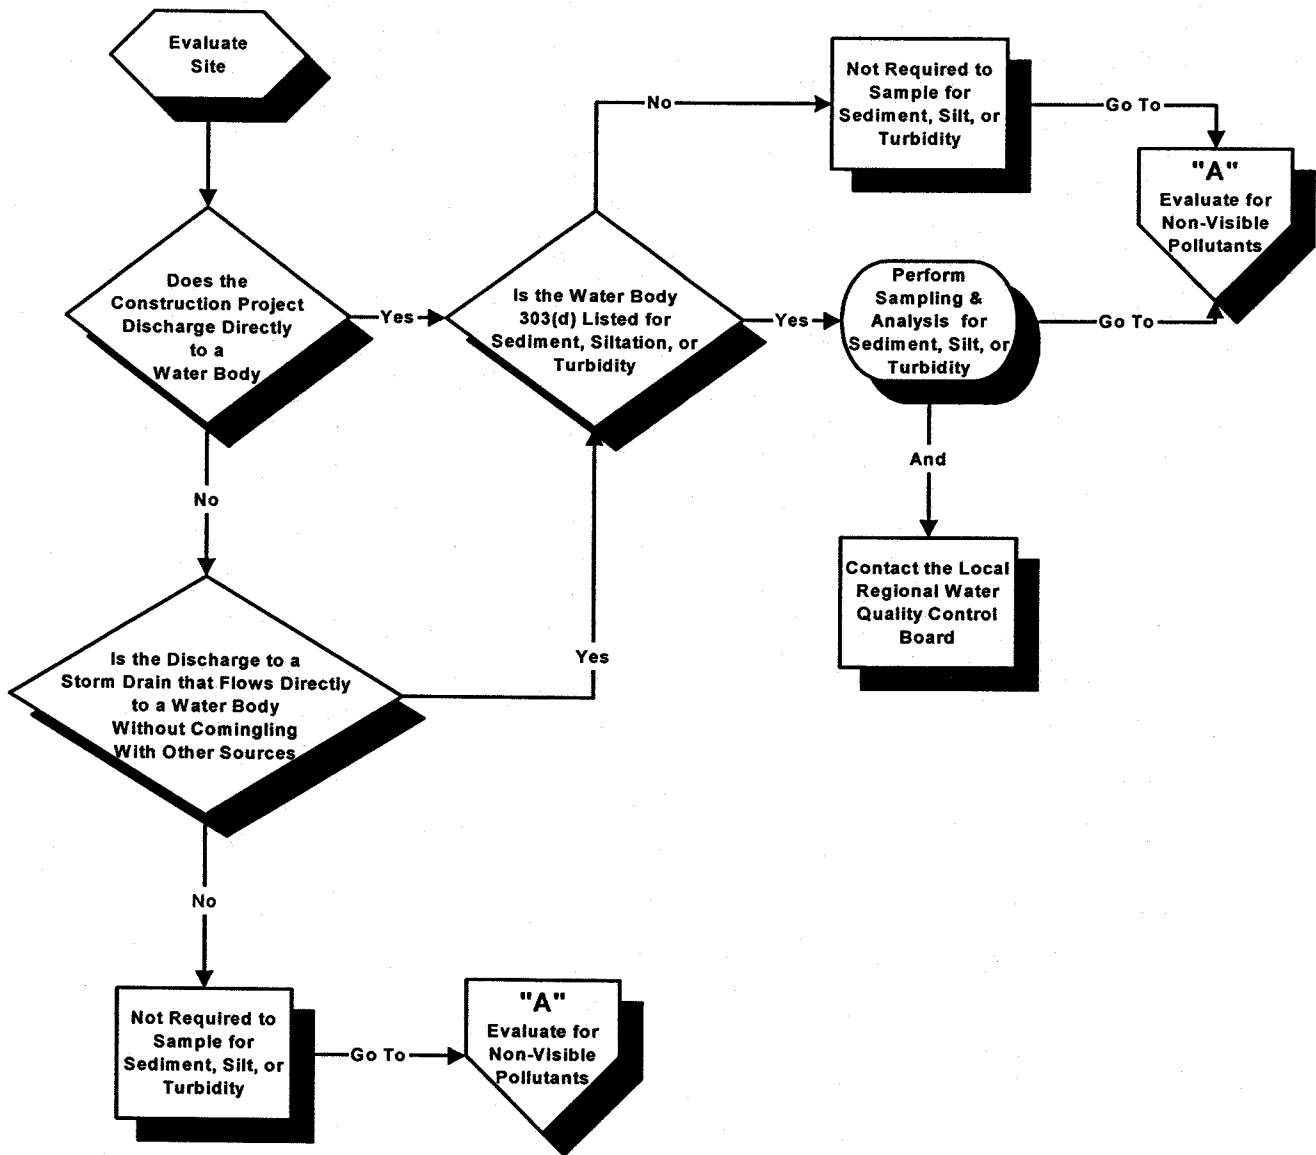 Evaluate
Site
Does the
Construction Project
Discharge Directly
to a
Water Body
Yes
Is the Water Body
303(d) Listed for
Sediment, Siltation, or
Turbidity
No
Not Required to
Sample for
Sediment, Silt, or
Turbidity
Go To
"A"
Evaluate for
Non-Visible
Pollutants
Yes
Perform
Sampling &
Analysis for
Sediment, Silt, or
Turbidity
Go To
And
Contact the Local
Regional Water
Quality Control
Board
No
Is the Discharge to a
Storm Drain that Flows Directly
to a Water Body
Without Comingling
With Other Sources
Yes
No
Not Required to
Sample for
Sediment, Silt, or
Turbidity
Go To
"A"
Evaluate for
Non-Visible
Pollutants